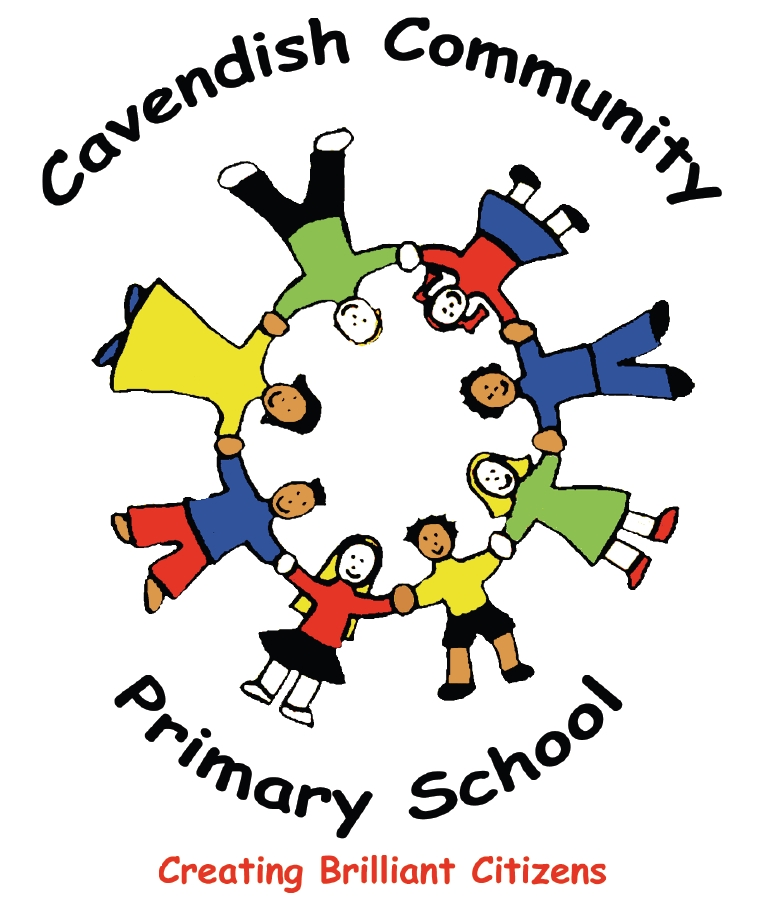 Cavendish Community
Primary School
Creating Brilliant Citizens